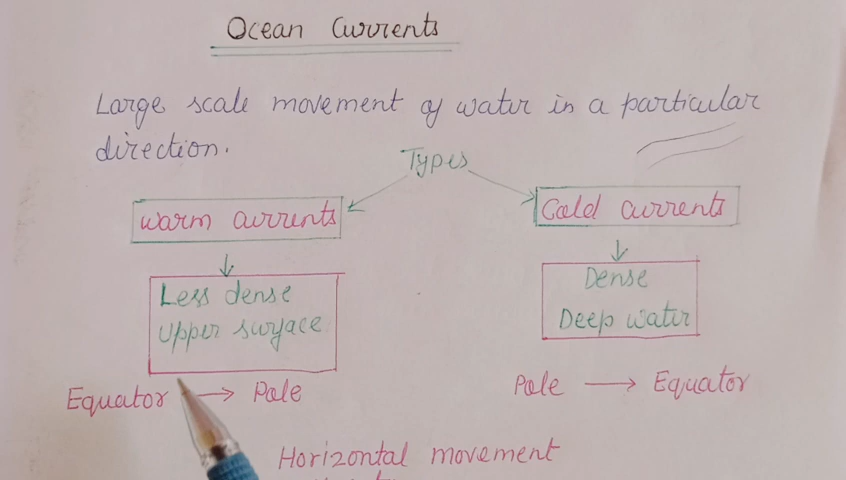 Ocean Currents
Large scale movement of water in a particular
direction.
Types
Warm currents
Cold currents
Less dense
Upper surface
Dense
Deep water
Equator → Pole
Pole → Equator
Horizontal movement